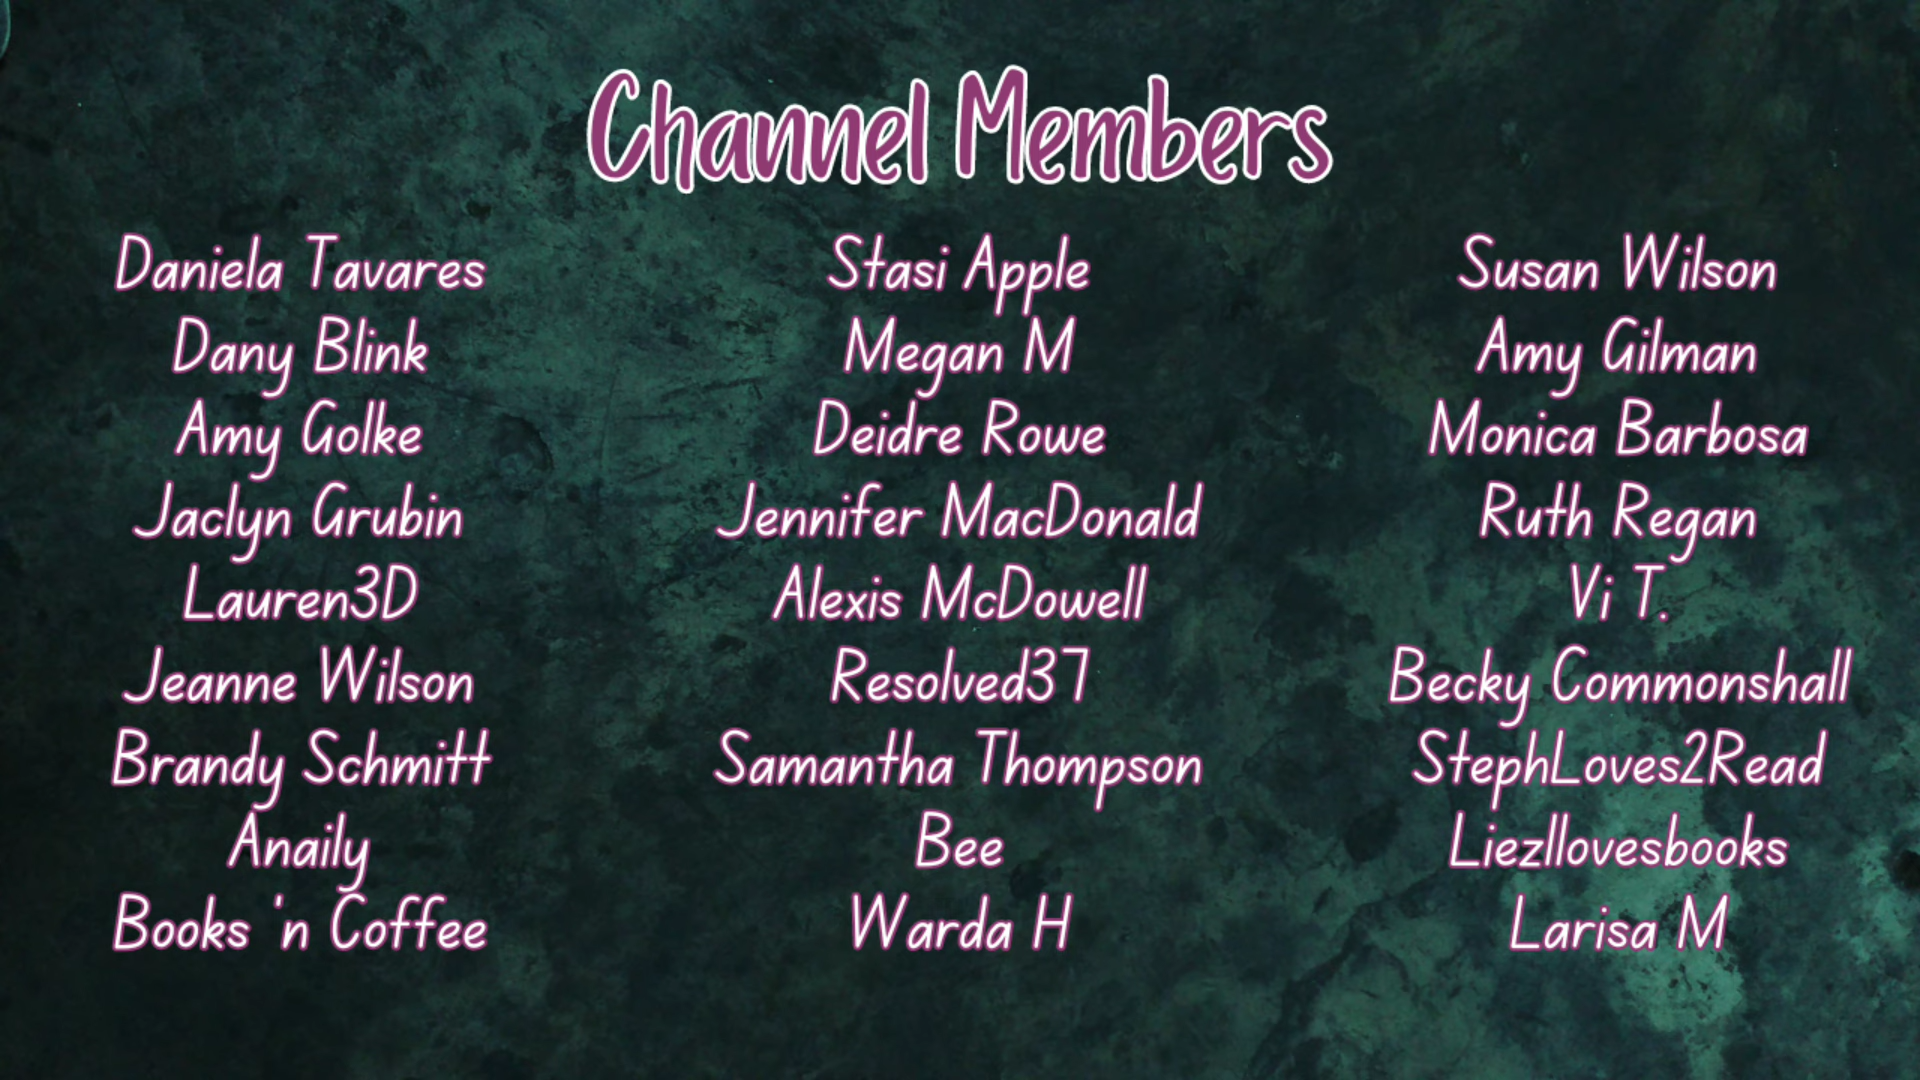 Channel Members
Daniela Tavares
Dany Blink
Amy Golke
Jaclyn Grubin
Lauren3D
Jeanne Wilson
Brandy Schmitt
Anaily
Books 'n Coffee
Stasi Apple
Megan M
Deidre Rowe
Jennifer MacDonald
Alexis McDowell
Resolved37
Samantha Thompson
Bee
Warda H
Susan Wilson
Amy Gilman
Monica Barbosa
Ruth Regan
Vi T.
Becky Commonshall
StephLoves2Read
Liezllovesbooks
Larisa M